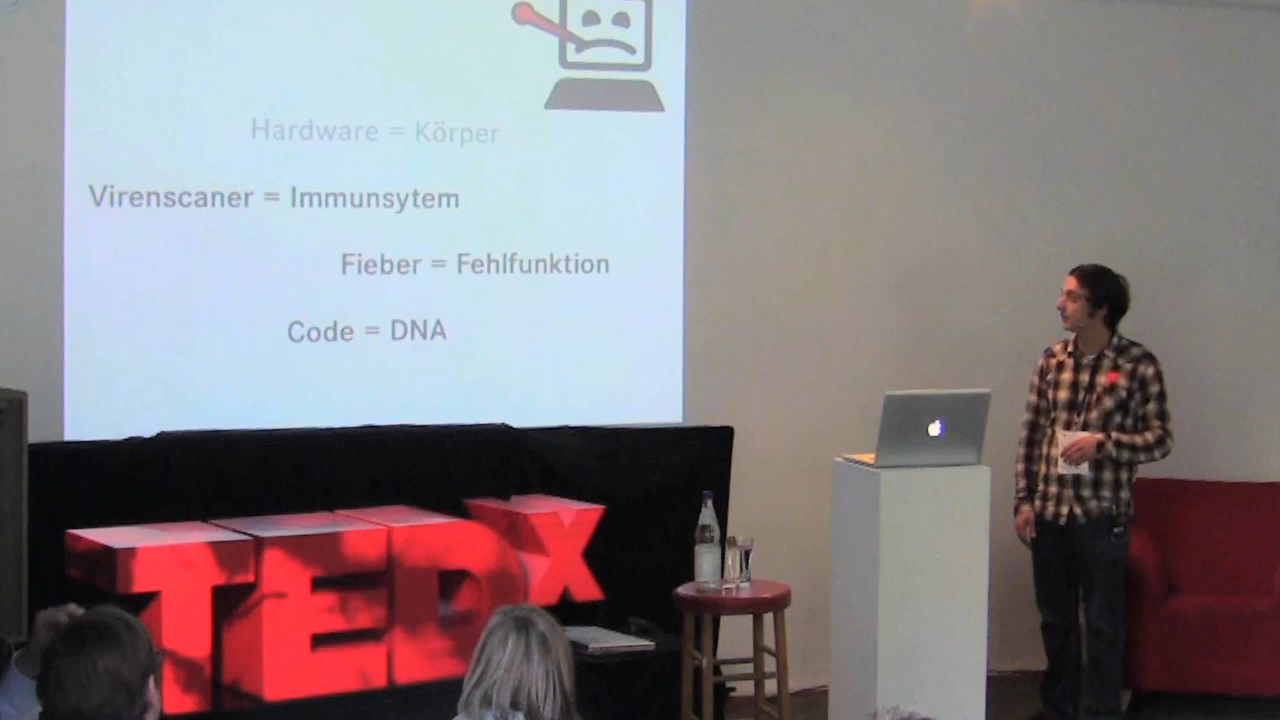 Hardware = Körper
Virenscaner = Immunsytem
Fieber = Fehlfunktion
Code = DNA
TEDx